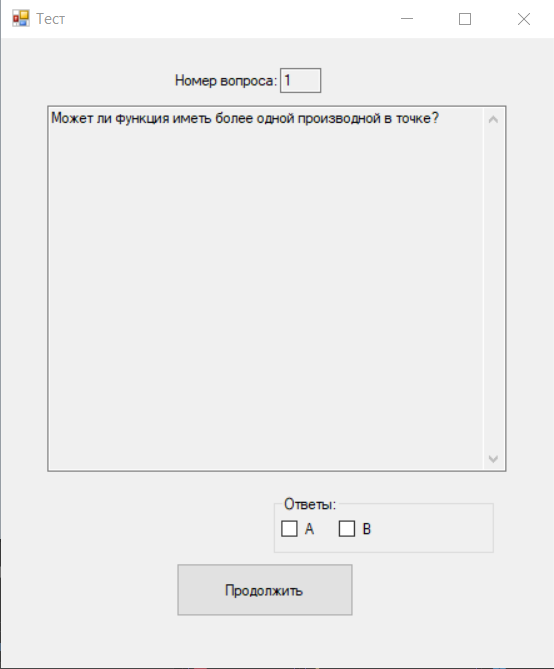 Тест
Номер вопроса: 1
Может ли функция иметь более одной производной в точке?
Ответы:
A B
Продолжить